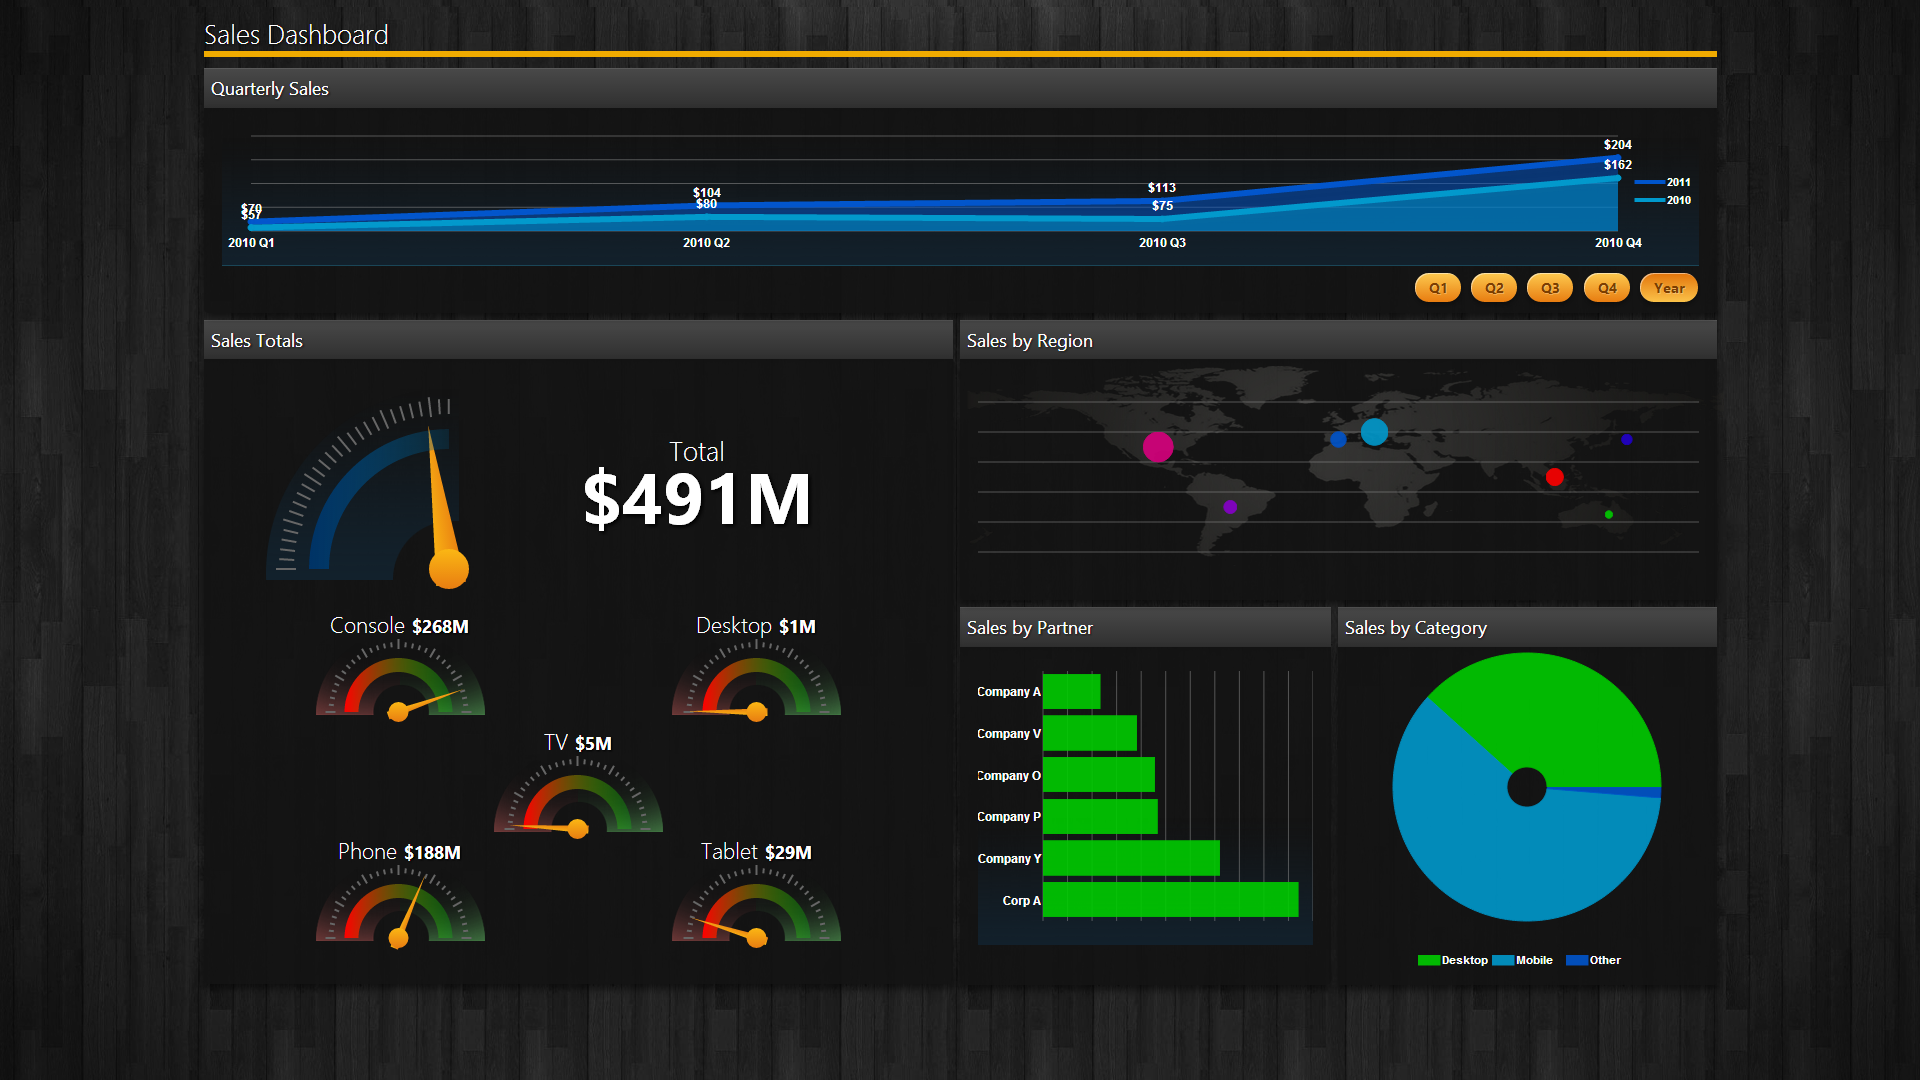 Sales Dashboard
Quarterly Sales
$204
$162
$104
$80
$113
$75
$70
$57
2011
2010
2010 Q1
2010 Q2
2010 Q3
2010 Q4
Q1
Q2
Q3
Q4
Year
Sales Totals
Total
$491M
Console $268M
Desktop $1M
TV $5M
Phone $188M
Tablet $29M
Sales by Region
Sales by Partner
Company A
Company V
Company O
Company P
Company Y
Corp A
Sales by Category
Desktop
Mobile
Other